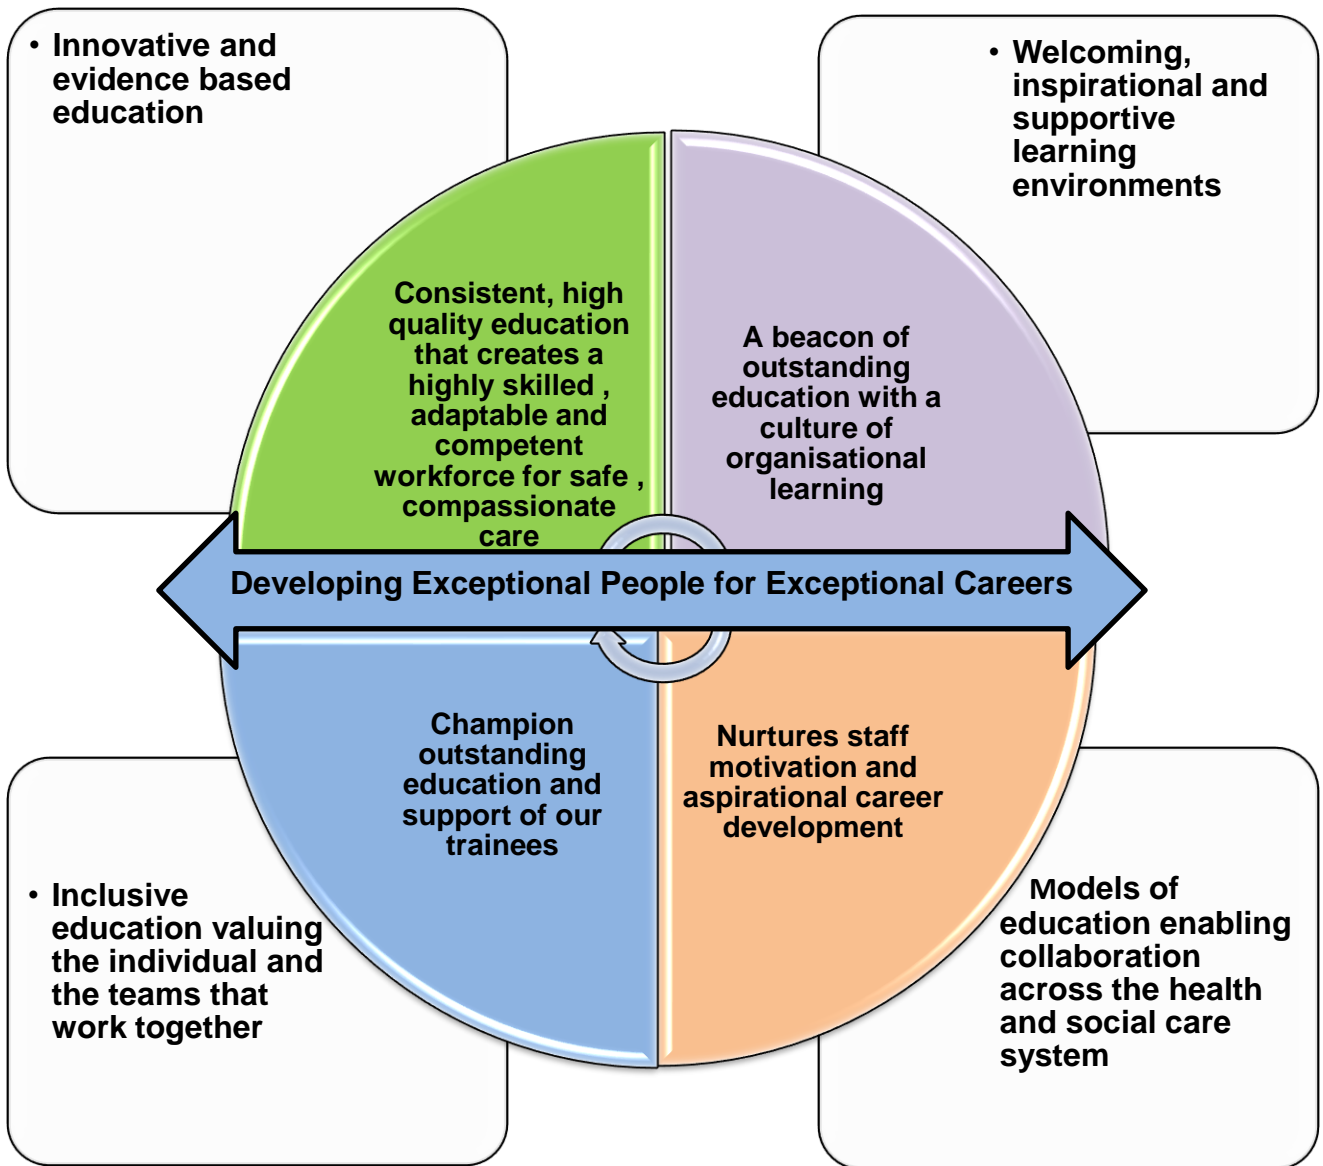 • Innovative and
evidence based
education
• Welcoming,
inspirational and
supportive
learning
environments
Consistent, high
quality education
that creates a
highly skilled ,
adaptable and
competent
workforce for safe ,
compassionate
care
A beacon of
outstanding
education with a
culture of
organisational
learning
Developing Exceptional People for Exceptional Careers
Champion
outstanding
education and
support of our
trainees
Nurtures staff
motivation and
aspirational career
development
• Inclusive
education valuing
the individual and
the teams that
work together
Models of
education enabling
collaboration
across the health
and social care
system